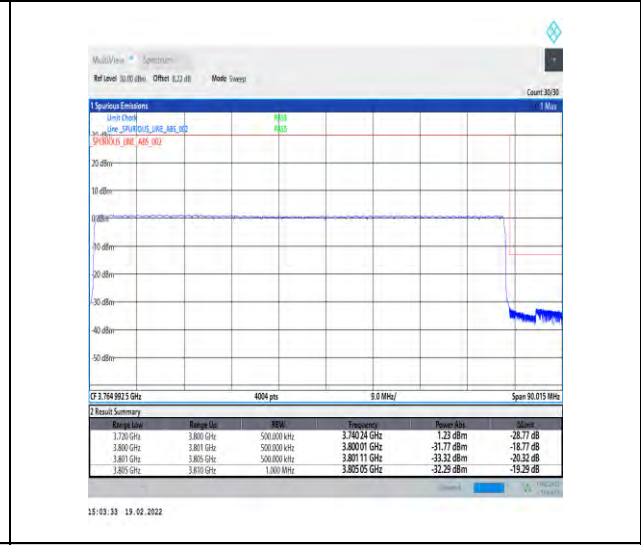 MultiView Spectrum
Ref Level 30.00 dBm Offset 8.22 dB Mode Sweep
Count 30/30
1 Spurious Emissions 1 Max
Limit Check PASS
Line _SPURIOUS_LINE_ABS_002 PASS
_SPURIOUS_LINE_ABS_002
20 dBm
10 dBm
0 dBm
-10 dBm
-20 dBm
-30 dBm
-40 dBm
-50 dBm
CF 3.764 992 5 GHz 4004 pts 9.0 MHz/ Span 90.015 MHz
2 Result Summary
Range Low Range Up RBW Frequency Power Abs ΔLimit
3.720 GHz 3.800 GHz 500.000 kHz 3.740 24 GHz 1.23 dBm -28.77 dB
3.800 GHz 3.801 GHz 500.000 kHz 3.800 01 GHz -31.77 dBm -18.77 dB
3.801 GHz 3.805 GHz 500.000 kHz 3.801 11 GHz -33.32 dBm -20.32 dB
3.805 GHz 3.810 GHz 1.000 MHz 3.805 05 GHz -32.29 dBm -19.29 dB
15:03:33 19.02.2022